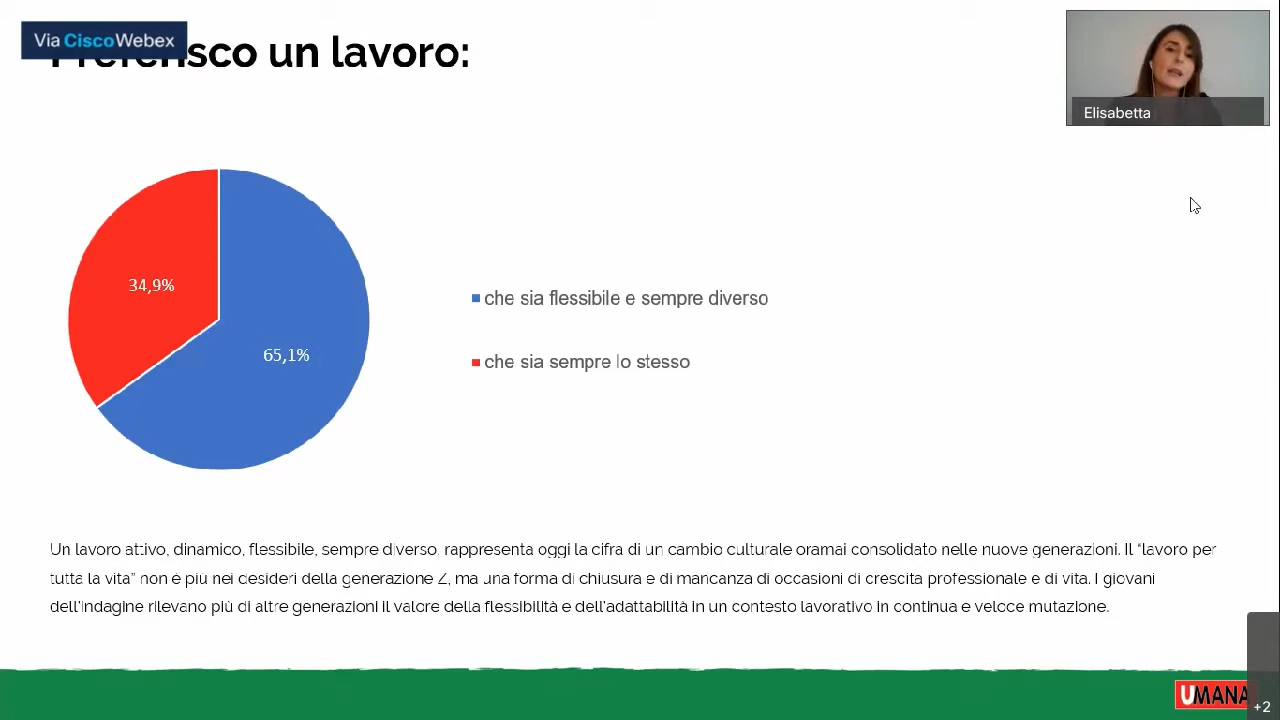 Via CiscoWebex
Preferisco un lavoro:
Elisabetta
34,9%
65,1%
che sia flessibile e sempre diverso
che sia sempre lo stesso
Un lavoro attivo, dinamico, flessibile, sempre diverso, rappresenta oggi la cifra di un cambio culturale oramai consolidato nelle nuove generazioni. Il “lavoro per
tutta la vita” non è più nei desideri della generazione Z, ma una forma di chiusura e di mancanza di occasioni di crescita professionale e di vita. I giovani
dell’indagine rilevano più di altre generazioni il valore della flessibilità e dell’adattabilità in un contesto lavorativo in continua e veloce mutazione.
UMANA
+2